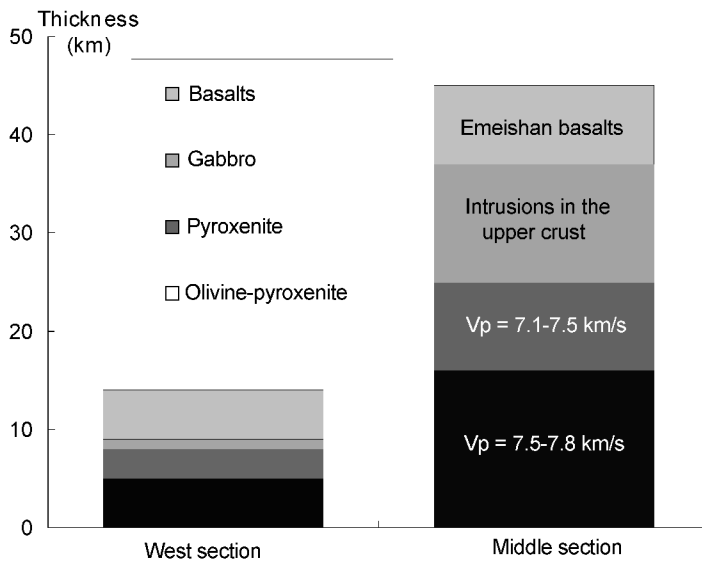 Thickness
(km)
50
40
30
20
10
0
Basalts
Gabbro
Pyroxenite
Olivine-pyroxenite
Emeishan basalts
Intrusions in the
upper crust
Vp = 7.1-7.5 km/s
Vp = 7.5-7.8 km/s
West section
Middle section